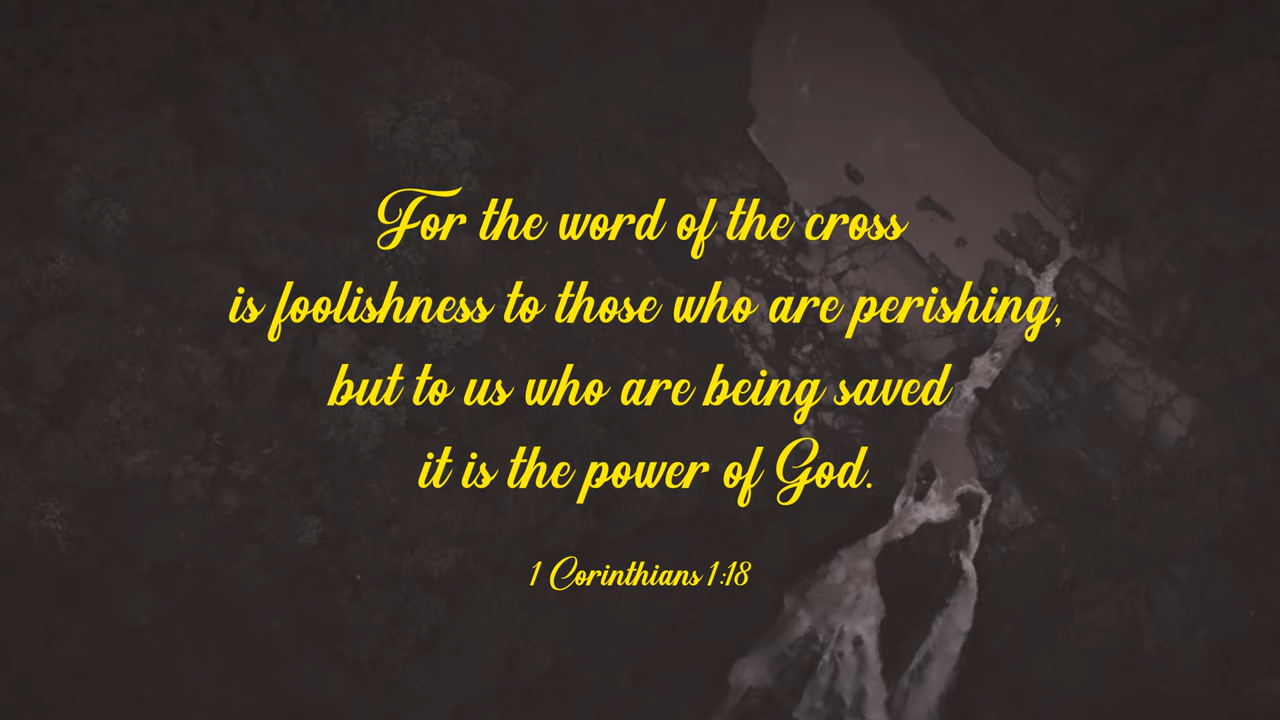 For the word of the cross
is foolishness to those who are perishing,
but to us who are being saved
it is the power of God.
1 Corinthians 1:18